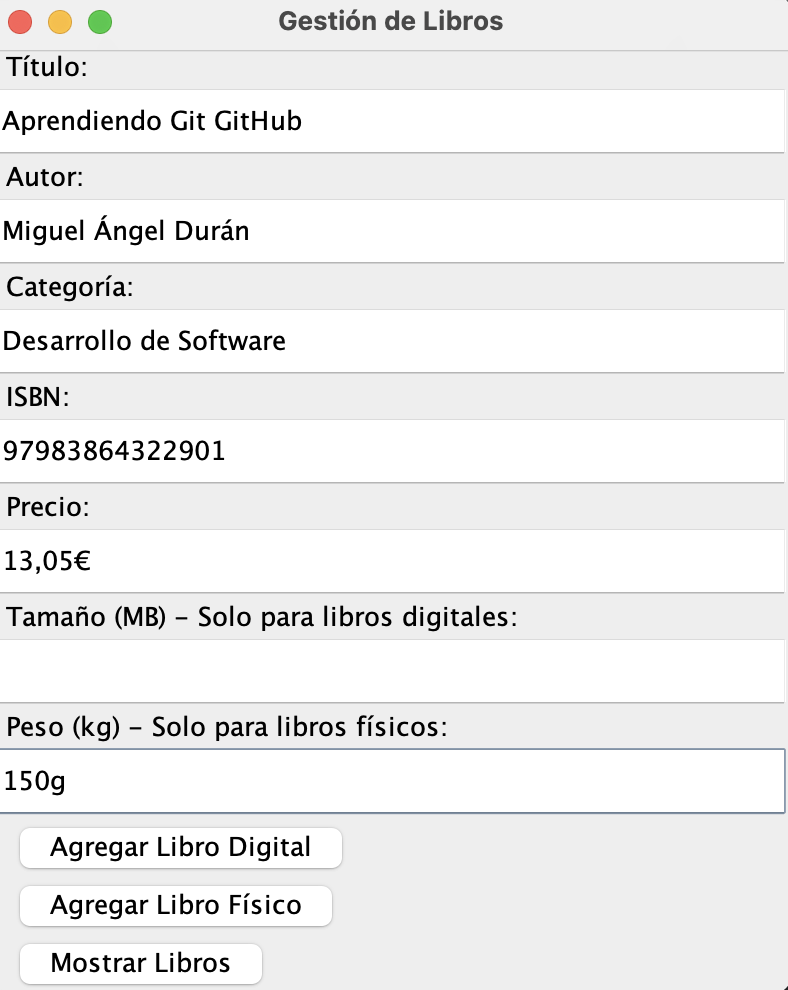 Gestión de Libros
Título:
Aprendiendo Git GitHub
Autor:
Miguel Ángel Durán
Categoría:
Desarrollo de Software
ISBN:
97983864322901
Precio:
13,05€
Tamaño (MB) – Solo para libros digitales:
Peso (kg) – Solo para libros físicos:
150g
Agregar Libro Digital
Agregar Libro Físico
Mostrar Libros